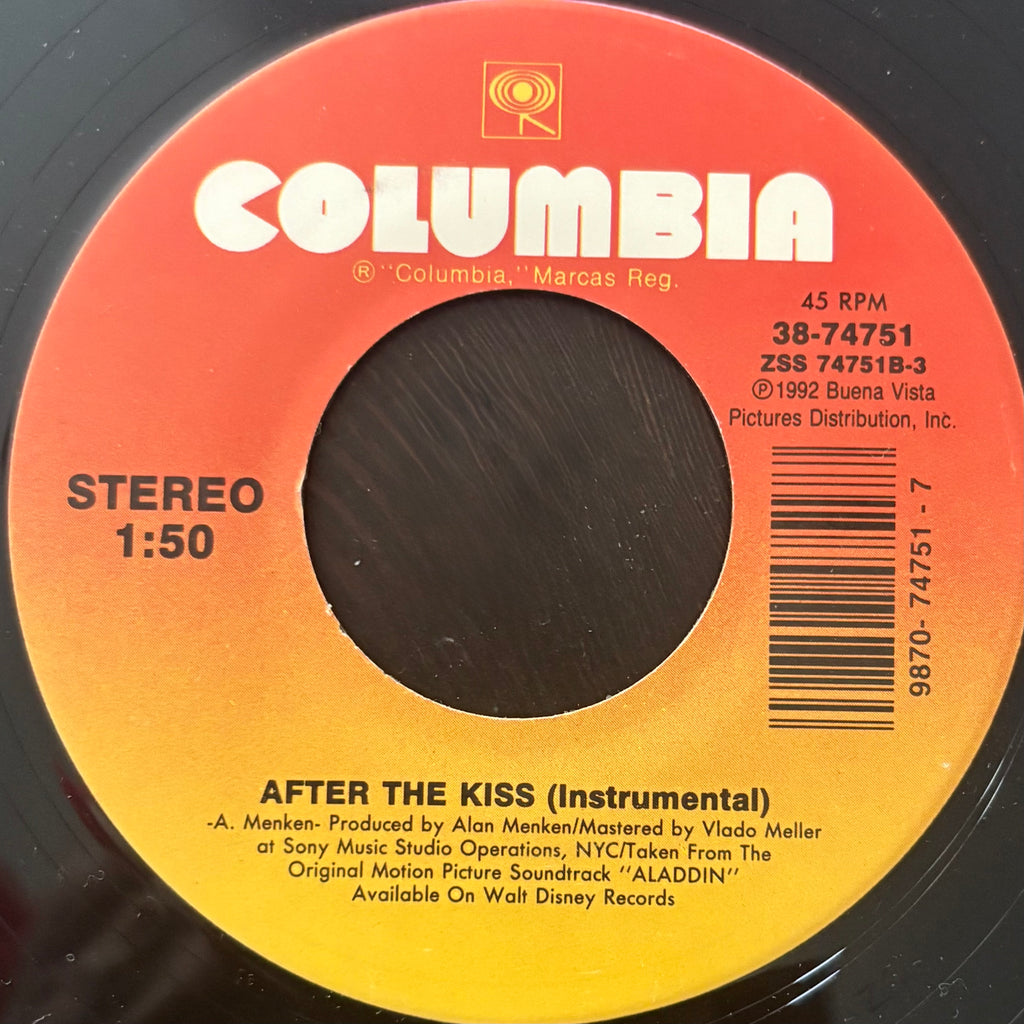 COLUMBIA
® "Columbia," Marcas Reg.
45 RPM
38-74751
ZSS 74751B-3
℗1992 Buena Vista
Pictures Distribution, Inc.
STEREO
1:50
9870- 74751 - 7
AFTER THE KISS (Instrumental)
-A. Menken- Produced by Alan Menken/Mastered by Vlado Meller
at Sony Music Studio Operations, NYC/Taken From The
Original Motion Picture Soundtrack "ALADDIN"
Available On Walt Disney Records